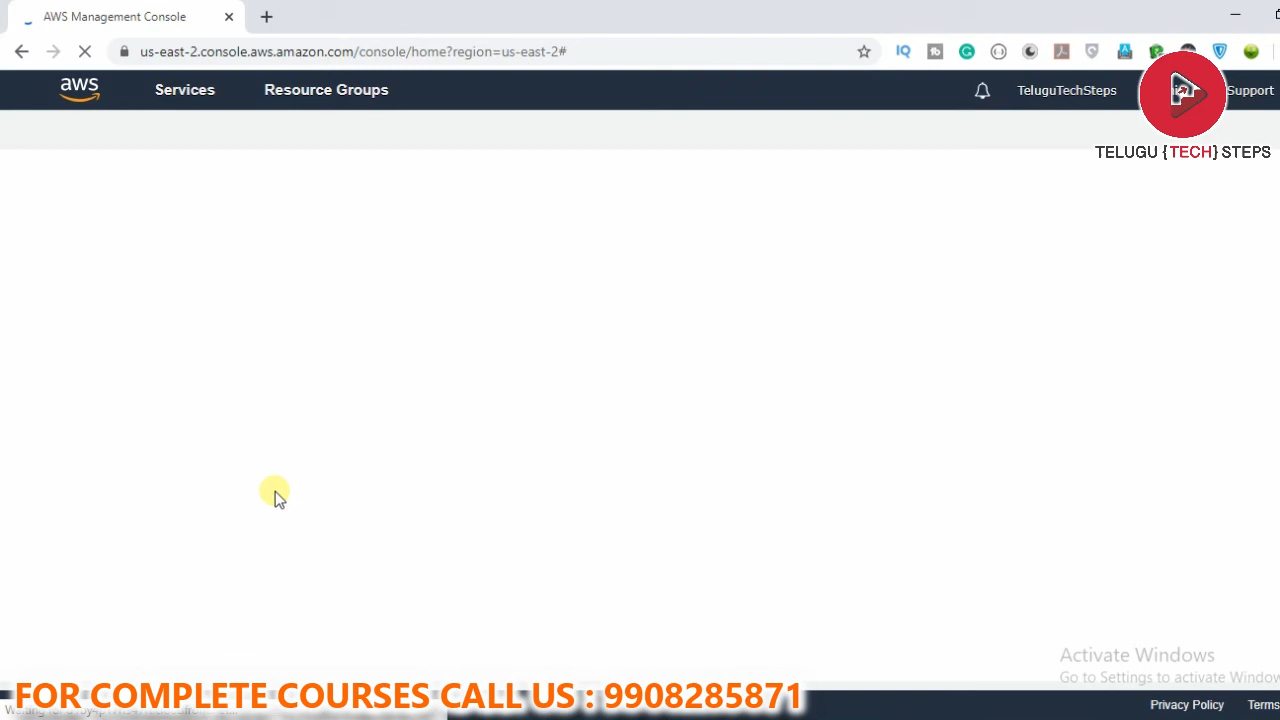 AWS Management Console
us-east-2.console.aws.amazon.com/console/home?region=us-east-2#
aws
Services
Resource Groups
TeluguTechSteps
Support
TELUGU {TECH} STEPS
Activate Windows
Go to Settings to activate Window
FOR COMPLETE COURSES CALL US : 9908285871
Privacy Policy
Terms